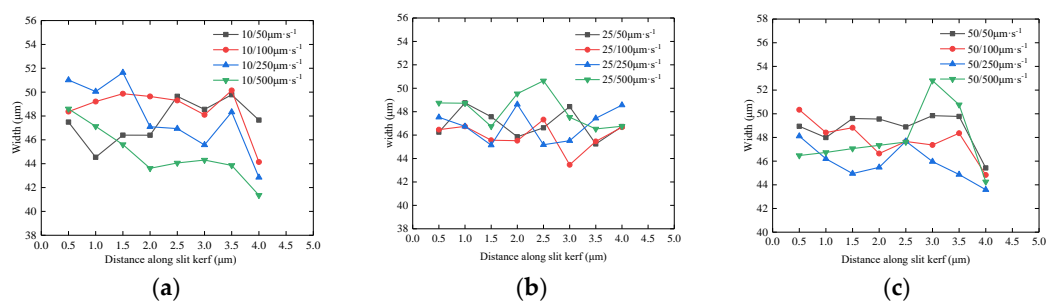 56
54
52
50
48
46
44
42
40
38
Width (μm)
10/50μm·s⁻¹
10/100μm·s⁻¹
10/250μm·s⁻¹
10/500μm·s⁻¹
0.0 0.5 1.0 1.5 2.0 2.5 3.0 3.5 4.0 4.5 5.0
Distance along slit kerf (μm)
(a)
56
54
52
50
48
46
44
42
40
38
width (μm)
25/50μm·s⁻¹
25/100μm·s⁻¹
25/250μm·s⁻¹
25/500μm·s⁻¹
0.0 0.5 1.0 1.5 2.0 2.5 3.0 3.5 4.0 4.5 5.0
Distance along slit kerf (μm)
(b)
58
56
54
52
50
48
46
44
42
40
Width (μm)
50/50μm·s⁻¹
50/100μm·s⁻¹
50/250μm·s⁻¹
50/500μm·s⁻¹
0.0 0.5 1.0 1.5 2.0 2.5 3.0 3.5 4.0 4.5 5.0
Distance along slit kerf (μm)
(c)